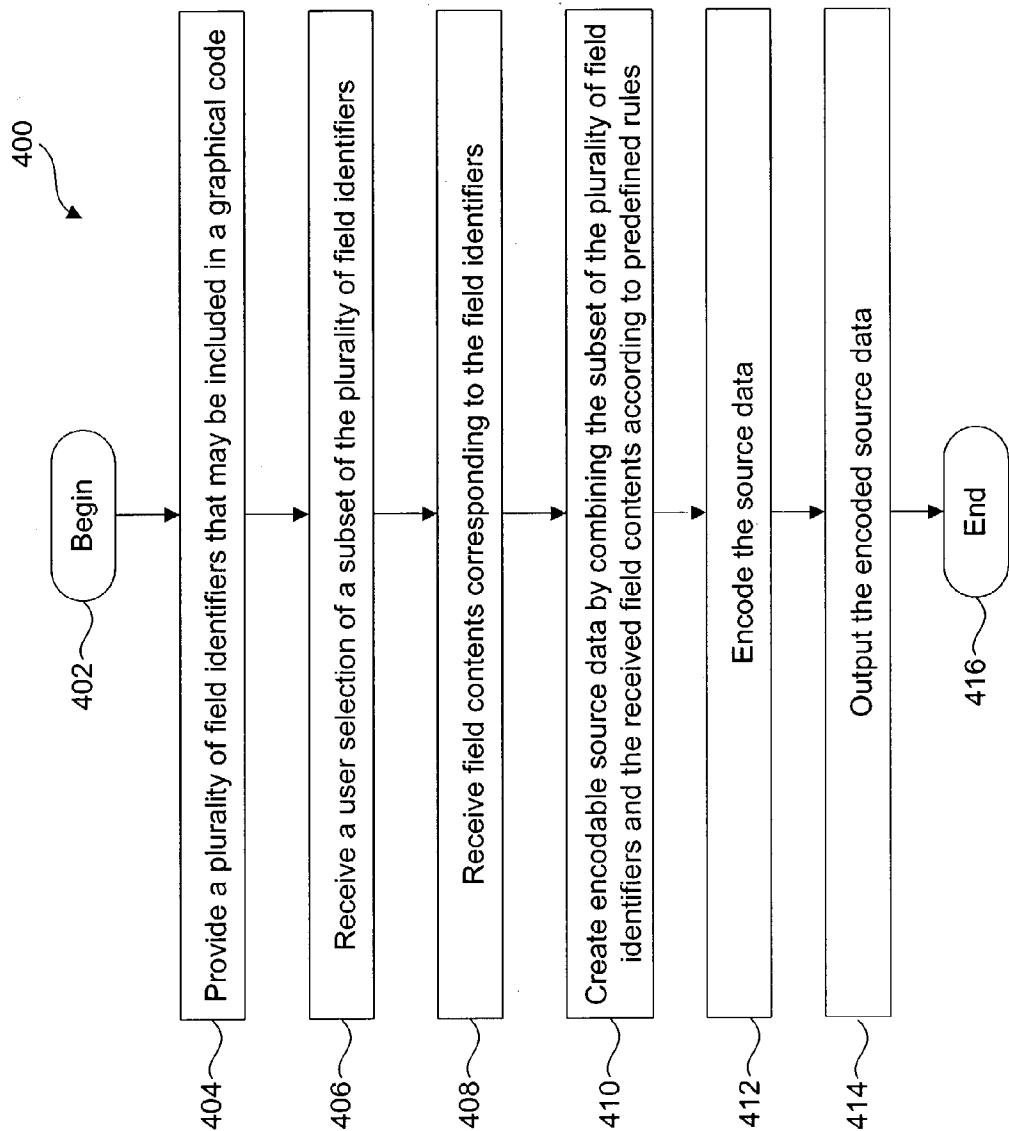 400
Begin
402
Provide a plurality of field identifiers that may be included in a graphical code
404
Receive a user selection of a subset of the plurality of field identifiers
406
Receive field contents corresponding to the field identifiers
408
Create encodable source data by combining the subset of the plurality of field
identifiers and the received field contents according to predefined rules
410
Encode the source data
412
Output the encoded source data
414
End
416